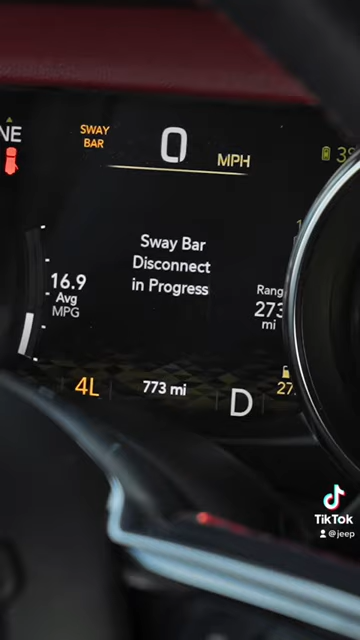 NE
SWAY
BAR
0
MPH
Sway Bar
Disconnect
in Progress
16.9
Avg
MPG
273
mi
4L
773 mi
D
TikTok
@jeep